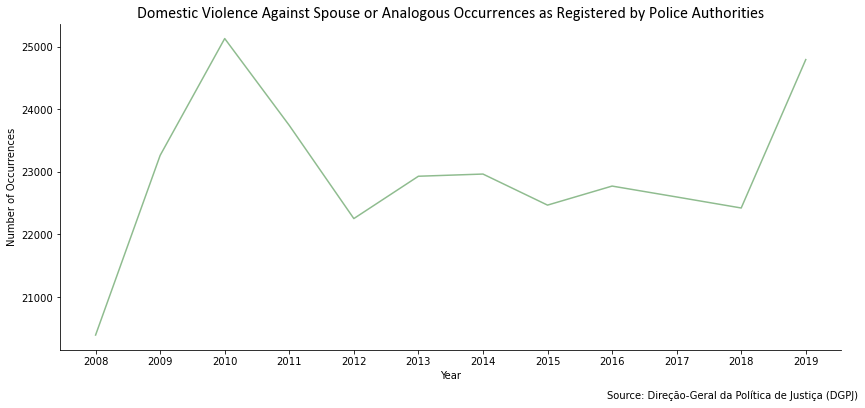 Domestic Violence Against Spouse or Analogous Occurrences as Registered by Police Authorities
25000
24000
23000
22000
21000
Number of Occurrences
2008 2009 2010 2011 2012 2013 2014 2015 2016 2017 2018 2019
Year
Source: Direção-Geral da Política de Justiça (DGPJ)